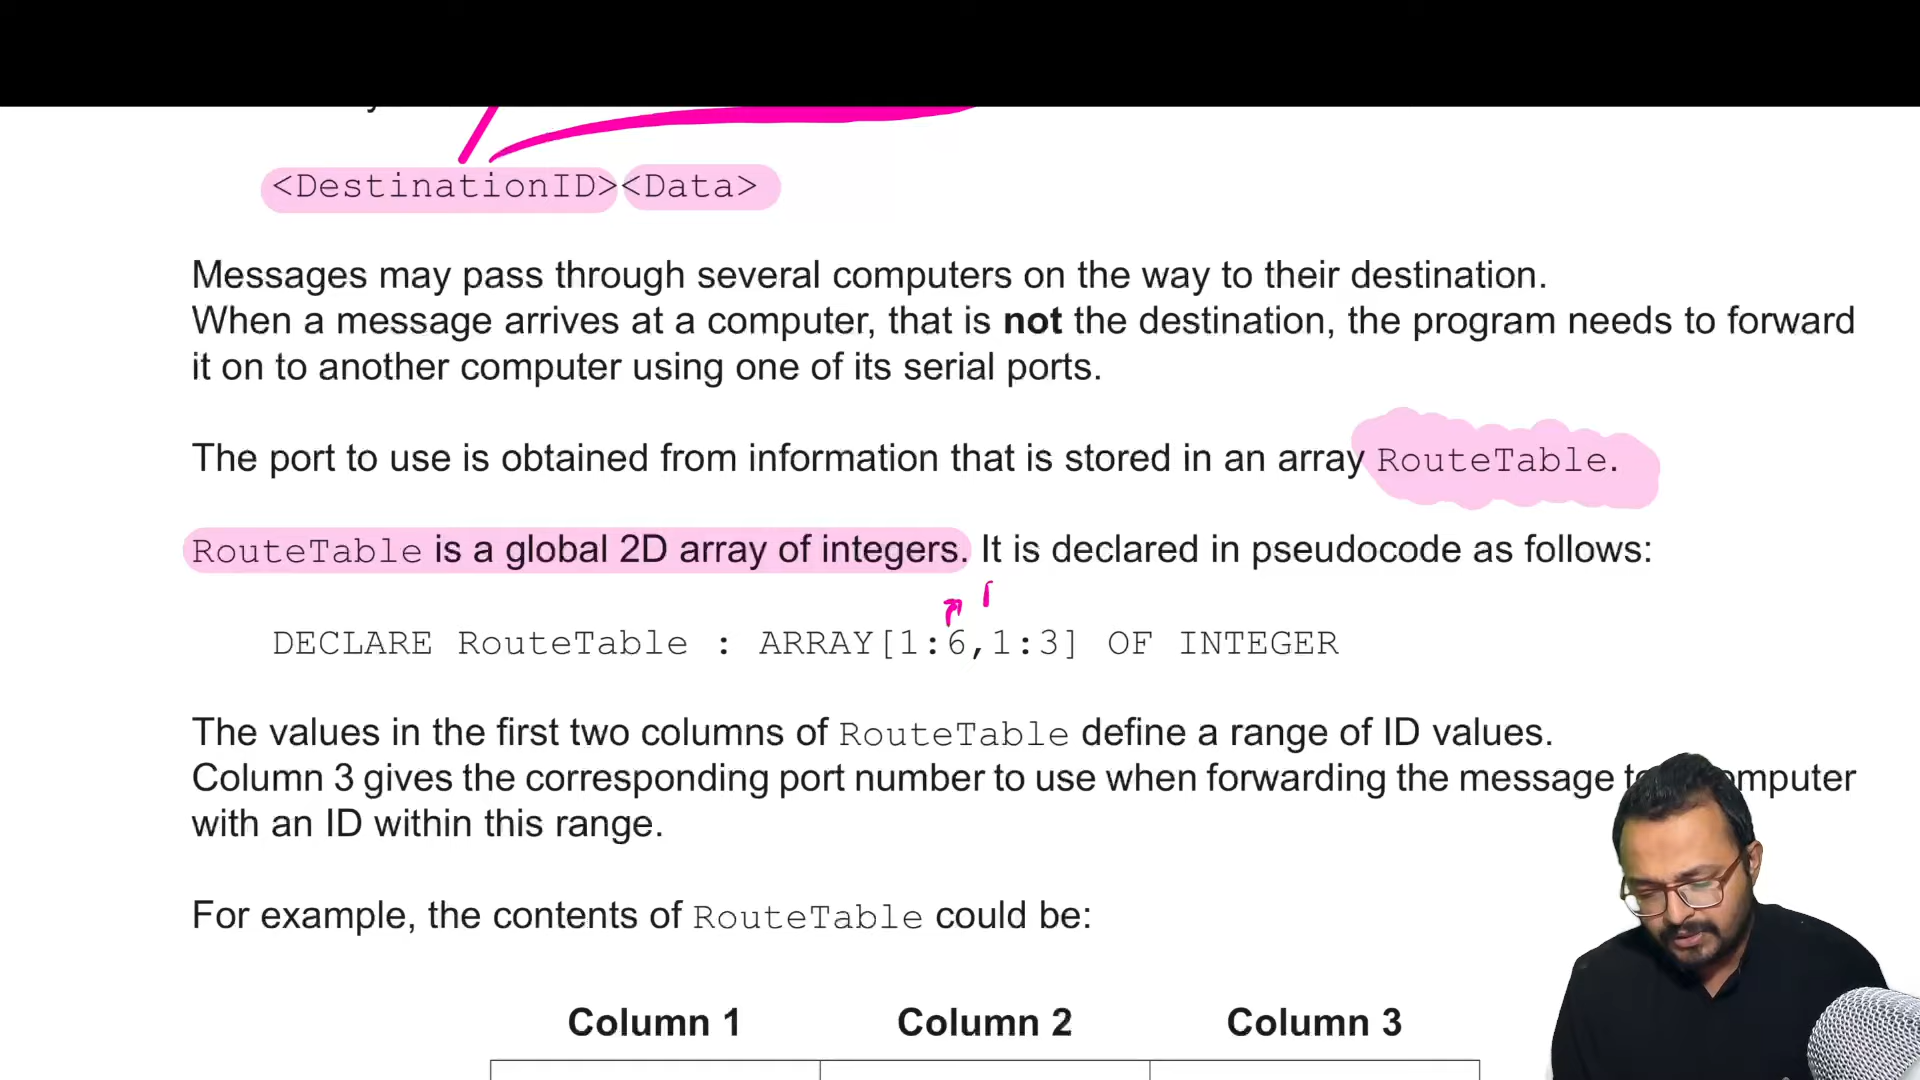 <DestinationID><Data>
Messages may pass through several computers on the way to their destination.
When a message arrives at a computer, that is not the destination, the program needs to forward
it on to another computer using one of its serial ports.
The port to use is obtained from information that is stored in an array RouteTable.
RouteTable is a global 2D array of integers. It is declared in pseudocode as follows:
DECLARE RouteTable : ARRAY[1:6,1:3] OF INTEGER
The values in the first two columns of RouteTable define a range of ID values.
Column 3 gives the corresponding port number to use when forwarding the message
with an ID within this range.
For example, the contents of RouteTable could be:
Column 1 Column 2 Column 3